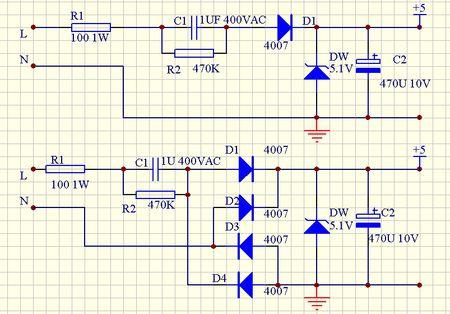 R1
C1
1UF 400VAC
D1
+5
L
100 1W
4007
R2
470K
DW
5.1V
C2
470U 10V
N
R1
C1
1U 400VAC
D1
4007
+5
L
100 1W
R2
470K
D2
4007
N
D3
4007
DW
5.1V
C2
470U 10V
D4
4007